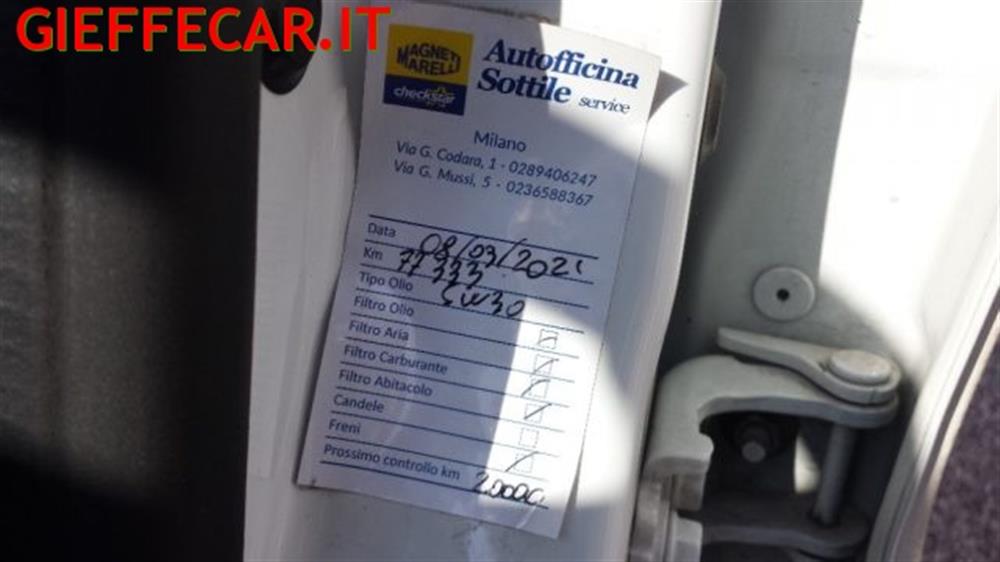 GIEFFECAR.IT
MAGNETI
MARELLI
checkstar
Autofficina
Sottile service
Milano
Via G. Codara, 1 - 0289406247
Via G. Mussi, 5 - 0236588367
Data 08/03/2021
Km 77333
Tipo Olio 5W30
Filtro Olio
Filtro Aria
Filtro Carburante
Filtro Abitacolo
Candele
Freni
Prossimo controllo km 20000